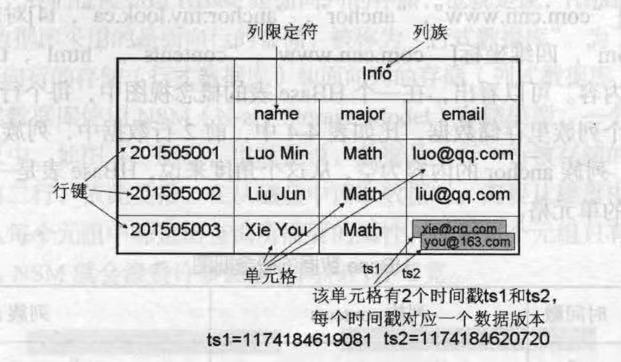 列限定符 列族
Info
name major email
201505001 Luo Min Math luo@qq.com
行键 201505002 Liu Jun Math liu@qq.com
201505003 Xie You Math xie@qq.com
you@163.com
单元格 ts1 ts2
该单元格有2个时间戳ts1和ts2，
每个时间戳对应一个数据版本
ts1=1174184619081 ts2=1174184620720